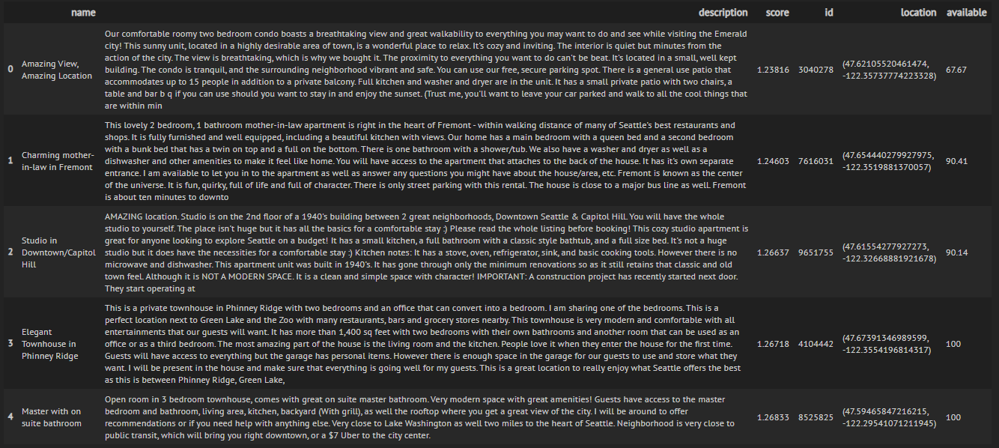 name description score id location available
0 Amazing View, Amazing Location
Our comfortable roomy two bedroom condo boasts a breathtaking view and great walkability to everything you may want to do and see while visiting the Emerald
city! This sunny unit, located in a highly desirable area of town, is a wonderful place to relax. It's cozy and inviting. The interior is quiet but minutes from the
action of the city. The view is breathtaking, which is why we bought it. The proximity to everything you want to do can't be beat. It's located in a small, well kept
building. The condo is tranquil, and the surrounding neighborhood vibrant and safe. You can use our free, secure parking spot. There is a general use patio that
accommodates up to 15 people in addition to a private balcony. Full kitchen and washer and dryer are in the unit. It has a small private patio with two chairs, a
table and bar b q if you can use should you want to stay in and enjoy the sunset. (Trust me, you'll want to leave your car parked and walk to all the cool things that
are within min
1.23816 3040278 (47.62105520461474, -122.35737774223328) 67.67
1 Charming mother-in-law in Fremont
This lovely 2 bedroom, 1 bathroom mother-in-law apartment is right in the heart of Fremont - within walking distance of many of Seattle's best restaurants and
shops. It is fully furnished and well equipped, including a beautiful kitchen with views. Our home has a main bedroom with a queen bed and a second bedroom
with a bunk bed that has a twin on top and a full on the bottom. There is one bathroom with a shower/tub. We also have a washer and dryer as well as a
dishwasher and other amenities to make it feel like home. You will have access to the apartment that attaches to the back of the house. It has it's own separate
entrance. I am available to let you in to the apartment as well as answer any questions you might have about the house/area, etc. Fremont is known as the center
of the universe. It is fun, quirky, full of life and full of character. There is only street parking with this rental. The house is close to a major bus line as well. Fremont
is about ten minutes to downto
1.24603 7616031 (47.654440279927975, -122.3519881370057) 90.41
2 Studio in Downtown/Capitol Hill
AMAZING location. Studio is on the 2nd floor of a 1940's building between 2 great neighborhoods, Downtown Seattle & Capitol Hill. You will have the whole
studio to yourself. The place isn't huge but it has all the basics for a comfortable stay :) Please read the whole listing before booking! This cozy studio apartment is
great for anyone looking to explore Seattle on a budget! It has a small kitchen, a full bathroom with a classic style bathtub, and a full size bed. It's not a huge
studio but it does have the necessities for a comfortable stay :) Kitchen notes: It has a stove, oven, refrigerator, sink, and basic cooking tools. However there is no
microwave and dishwasher. This apartment unit was built in 1940's. It has gone through only the minimum renovations so as it still retains that classic and old
town feel. Although it is NOT A MODERN SPACE. It is a clean and simple space with character! IMPORTANT: A construction project has recently started next door.
They start operating at
1.26637 9651755 (47.61554277927273, -122.32668881921678) 90.14
3 Elegant Townhouse in Phinney Ridge
This is a private townhouse in Phinney Ridge with two bedrooms and an office that can convert into a bedroom. I am sharing one of the bedrooms. This is a
perfect location next to Green Lake and the Zoo with many restaurants, bars and grocery stores nearby. This townhouse is very modern and comfortable with all
entertainments that our guests will want. It has more than 1,400 sq feet with two bedrooms with their own bathrooms and another room that can be used as an
office or as a third bedroom. The most amazing part of the house is the living room and the kitchen. People love it when they enter the house for the first time.
Guests will have access to everything but the garage has personal items. However there is enough space in the garage for our guests to use and store what they
want. I will be present in the house and make sure that everything is going well for my guests. This is a great location to really enjoy what Seattle offers the best
as this is between Phinney Ridge, Green Lake,
1.26718 4104442 (47.67391346989599, -122.3554196814317) 100
4 Master with on suite bathroom
Open room in 3 bedroom townhouse, comes with great on suite master bathroom. Very modern space with great amenities! Guests have access to the master
bedroom and bathroom, living area, kitchen, backyard (With grill), as well the rooftop where you get a great view of the city. I will be around to offer
recommendations or if you need help with anything else. Very close to Lake Washington as well two miles to the heart of Seattle. Neighborhood is very close to
public transit, which will bring you right downtown, or a $7 Uber to the city center.
1.26833 8525825 (47.59465847216215, -122.29541071211945) 100